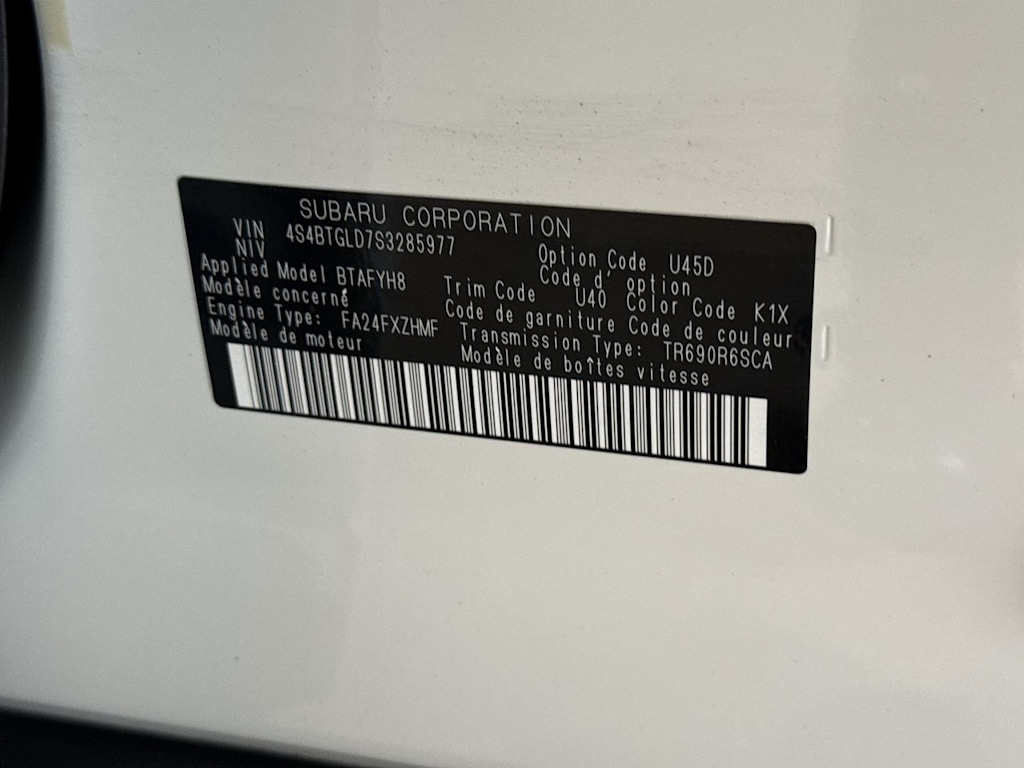 SUBARU CORPORATION
VIN 4S4BTGLD7S3285977
NIV
Option Code U45D
Code d' option
Applied Model BTAFYH8
Modèle concerné
Trim Code U40 Color Code K1X
Code de garniture Code de couleur
Engine Type: FA24FXZHMF
Modèle de moteur
Transmission Type: TR690R6SCA
Modèle de boîtes vitesse